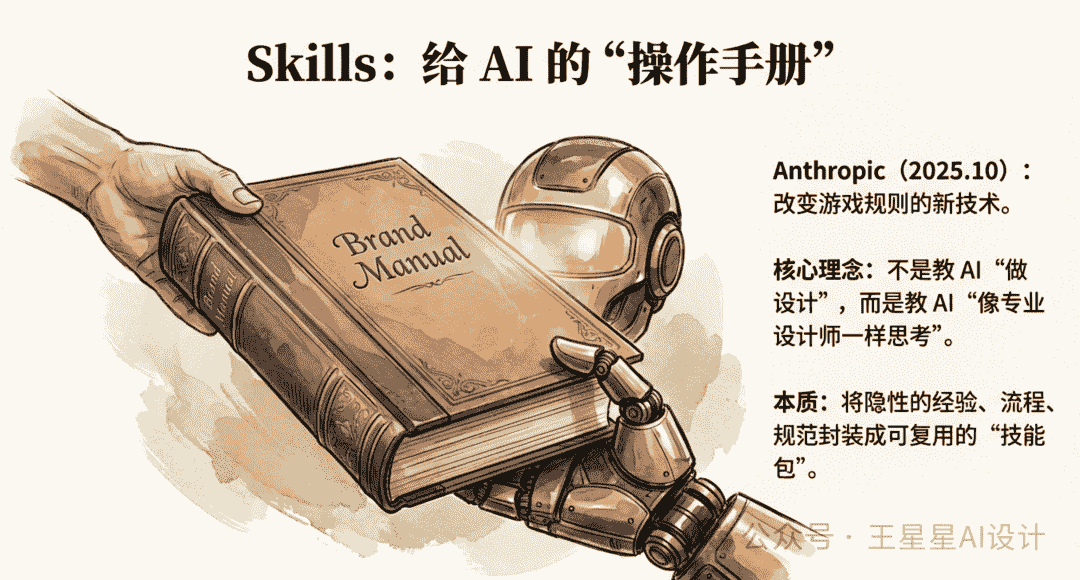 Skills：给 AI 的“操作手册”
Brand
Manual
Brand
Manual
Anthropic（2025.10）：
改变游戏规则的新技术。
核心理念：不是教 AI“做
设计”，而是教 AI“像专业
设计师一样思考”。
本质：将隐性的经验、流程、
规范封装成可复用的“技能
包”。
公众号 · 王星星AI设计